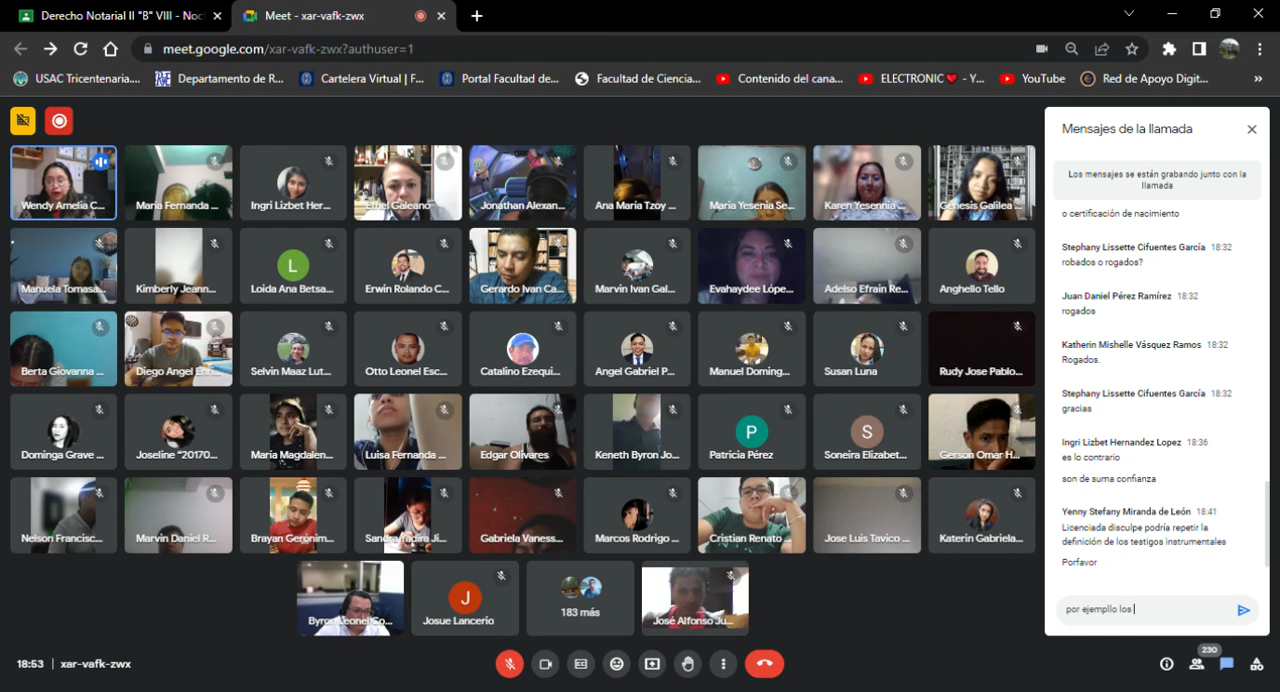 Derecho Notarial II "B" VIII - Noc
Meet - xar-vafk-zwx
meet.google.com/xar-vafk-zwx?authuser=1
USAC Tricentenaria....
Departamento de R...
Cartelera Virtual | F...
Portal Facultad de...
Facultad de Ciencia...
Contenido del cana...
ELECTRONIC❤ - Y...
YouTube
Red de Apoyo Digit...
»
Wendy Amelia C...
Maria Fernanda ...
Ingri Lizbet Her...
Ethel Galeano
Jonathan Alexan...
Ana María Tzoy ...
María Yesenia Se...
Karen Yesennia ...
Génesis Galilea ...
Manuela Tomasa...
Kimberly Jeann...
L
Loida Ana Betsa...
Erwin Rolando C...
Gerardo Ivan Ca...
Marvin Ivan Gal...
Evahaydee Lópe...
Adelso Efrain Re...
Anghello Tello
Berta Giovanna ...
Diego Angel Enri...
Selvin Maaz Lut...
Otto Leonel Esc...
Catalino Ezequi...
Angel Gabriel P...
Manuel Doming...
Susan Luna
Rudy Jose Pablo...
Dominga Grave ...
Joseline "20170...
María Magdalen...
Luisa Fernanda ...
Edgar Olivares
Keneth Byron Jo...
P
Patricia Pérez
S
Soneira Elizabet...
Gerson Omar H...
Nelson Francisc...
Marvin Daniel R...
Brayan Gerónim...
Sandra Yadira Ji...
Gabriela Vaness...
Marcos Rodrigo ...
Cristian Renato ...
Jose Luis Tavico ...
Katerin Gabriela...
Byron Leonel Go...
J
Josue Lancerio
183 más
José Alfonso Ju...
Mensajes de la llamada
Los mensajes se están grabando junto con la
llamada
o certificación de nacimiento
Stephany Lissette Cifuentes García 18:32
robados o rogados?
Juan Daniel Pérez Ramírez 18:32
rogados
Katherin Mishelle Vásquez Ramos 18:32
Rogados.
Stephany Lissette Cifuentes García 18:32
gracias
Ingri Lizbet Hernandez Lopez 18:36
es lo contrario
son de suma confianza
Yenny Stefany Miranda de León 18:41
Licenciada disculpe podría repetir la
definición de los testigos instrumentales
Porfavor
por ejempllo los
18:53 | xar-vafk-zwx
230